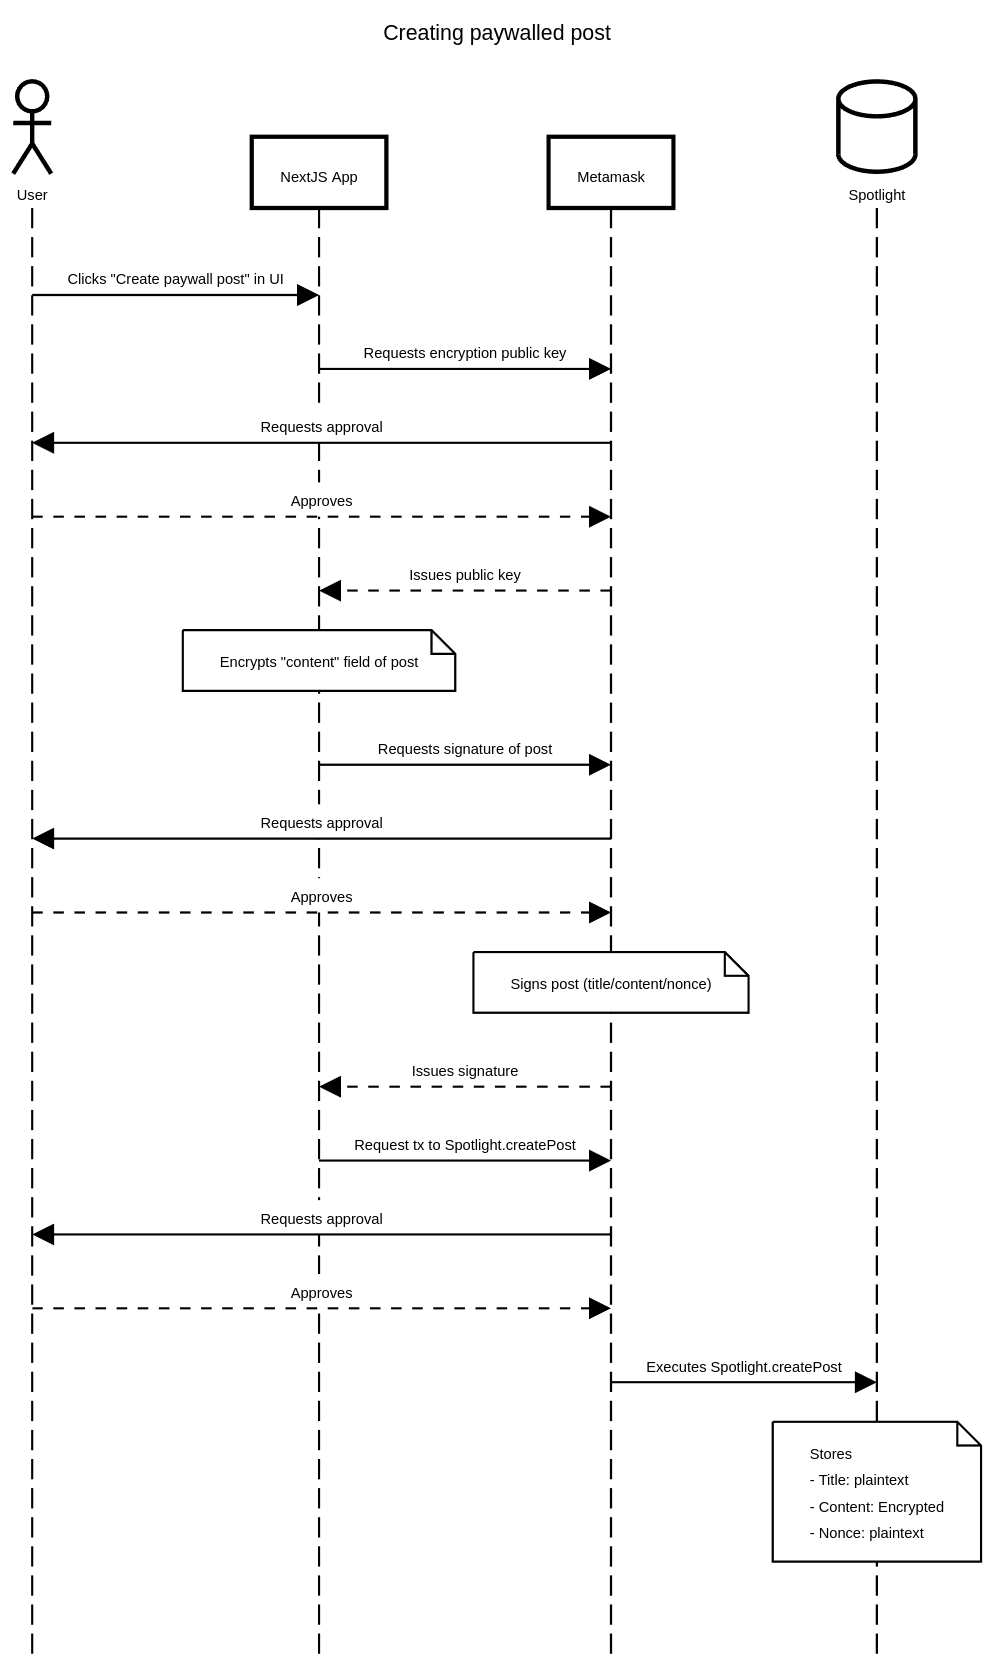 Creating paywalled post
User
NextJS App
Metamask
Spotlight
Clicks "Create paywall post" in UI
Requests encryption public key
Requests approval
Approves
Issues public key
Encrypts "content" field of post
Requests signature of post
Requests approval
Approves
Signs post (title/content/nonce)
Issues signature
Request tx to Spotlight.createPost
Requests approval
Approves
Executes Spotlight.createPost
Stores
- Title: plaintext
- Content: Encrypted
- Nonce: plaintext